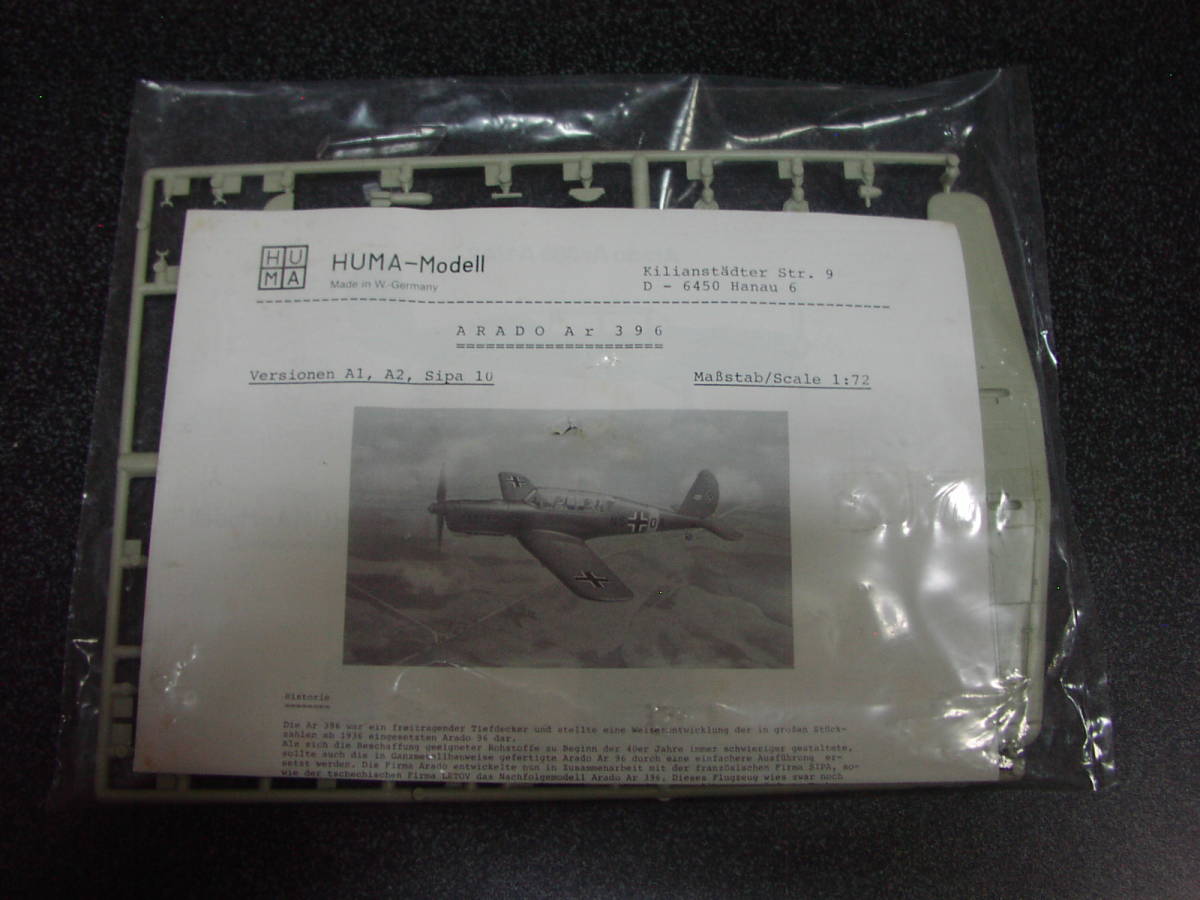 HU
MA
HUMA-Modell
Made in W.-Germany
Kilianstädter Str. 9
D - 6450 Hanau 6
ARADO Ar 396
Versionen A1, A2, Sipa 10
Maßstab/Scale 1:72
Historie
Die Ar 396 war ein freitragender Tiefdecker und stellte eine Weiterentwicklung der in großen Stück-
zahlen ab 1936 eingesetzten Arado 96 dar.
Als sich die Beschaffung geeigneter Rohstoffe zu Beginn der 40er Jahre immer schwieriger gestaltete,
sollte auch die in Ganzmetallbauweise gefertigte Arado Ar 96 durch eine einfachere Ausführung er-
setzt werden. Die Firma Arado entwickelte nun in Zusammenarbeit mit der französischen Firma SIPA, so-
wie der tschechischen Firma LETOV das Nachfolgemodell Arado Ar 396. Dieses Flugzeug wies zwar noch